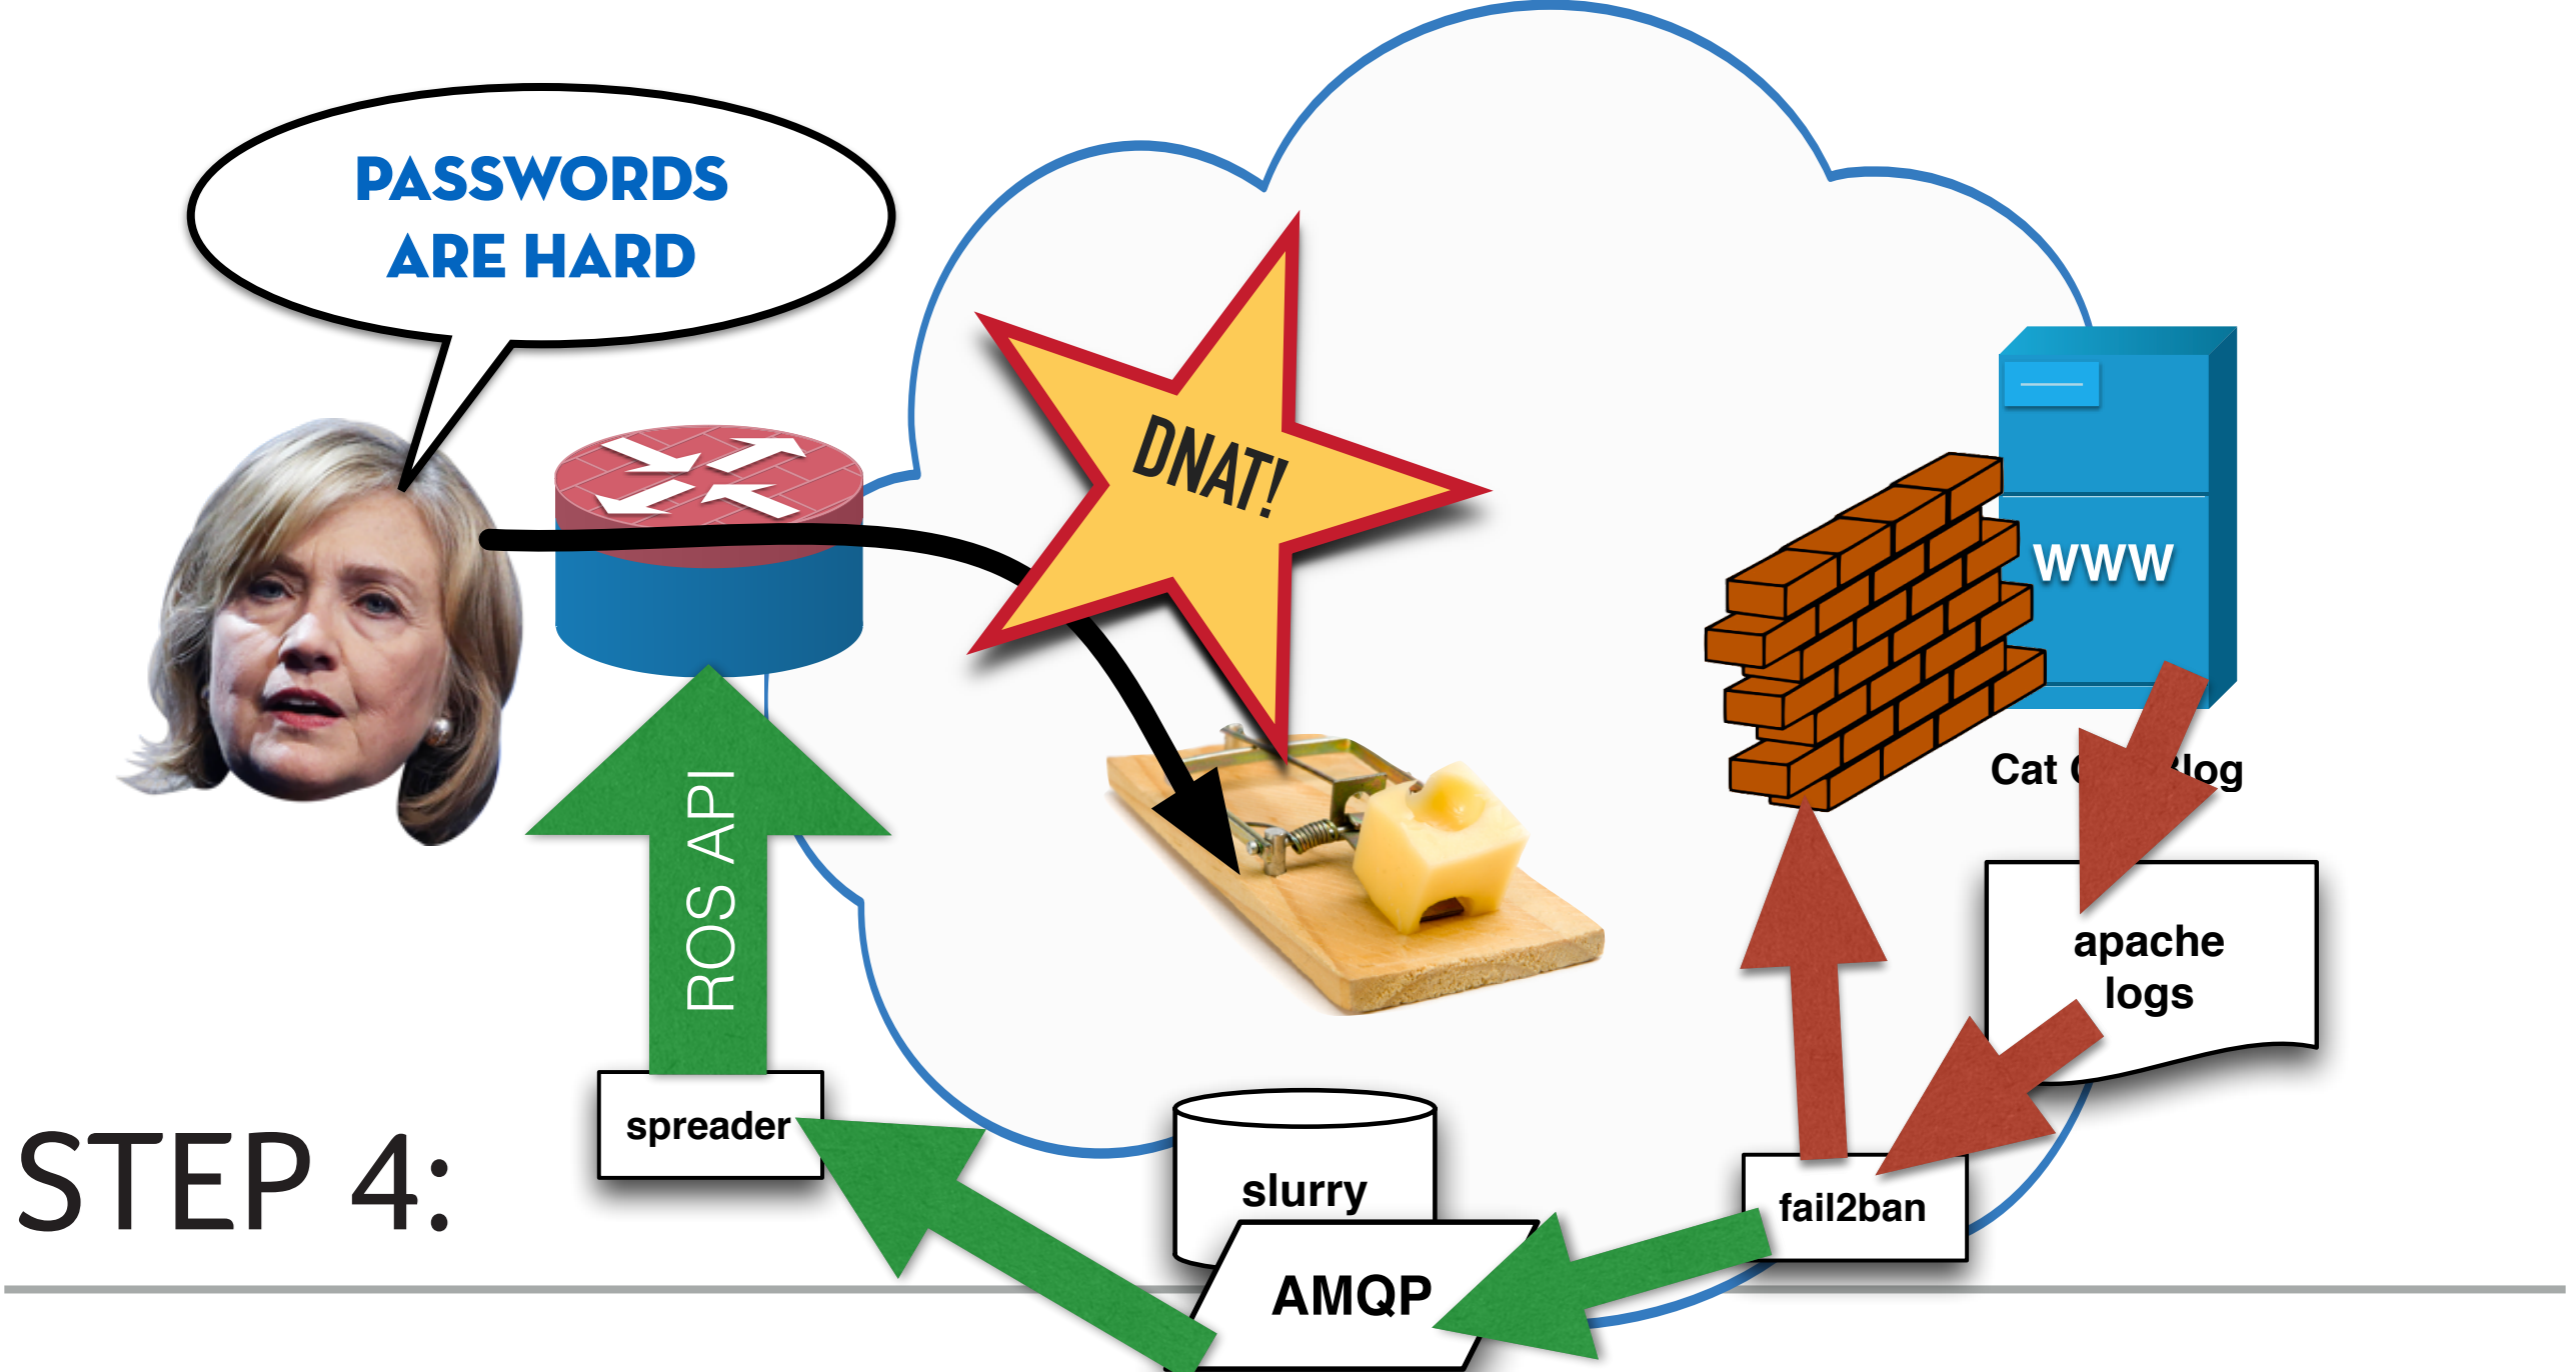 PASSWORDS
ARE HARD
DNAT!
WWW
Cat
log
ROS API
apache
logs
spreader
slurry
fail2ban
AMQP
STEP 4: